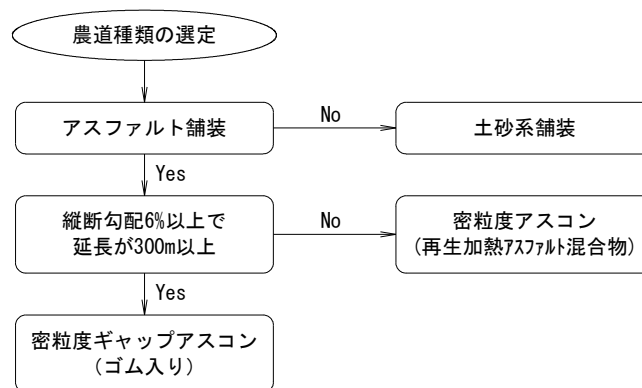 農道種類の選定
アスファルト舗装
No
土砂系舗装
Yes
縦断勾配6%以上で
延長が300m以上
No
密粒度アスコン
(再生加熱ｱｽﾌｧﾙﾄ混合物)
Yes
密粒度ギャップアスコン
(ゴム入り)